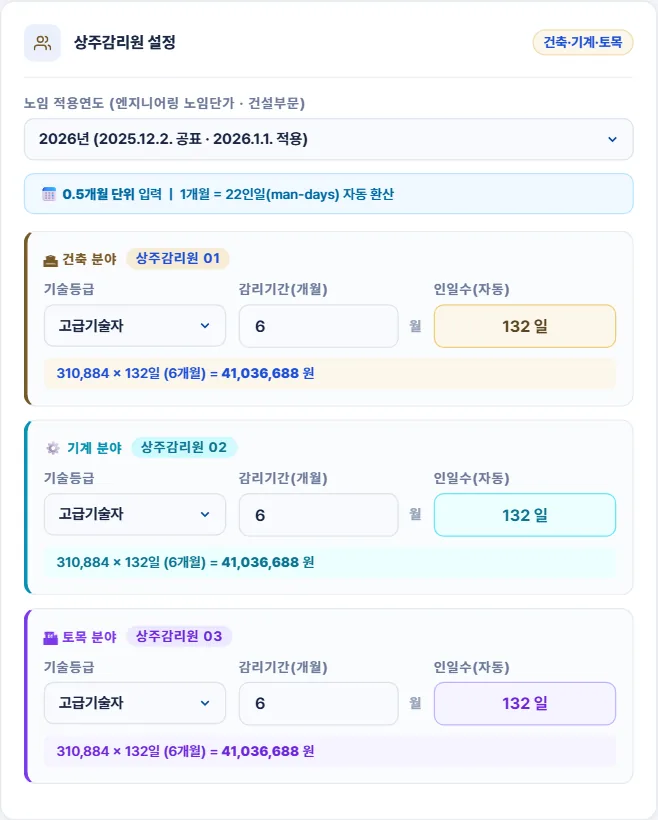 상주감리원 설정
건축·기계·토목
노임 적용연도 (엔지니어링 노임단가 · 건설부문)
2026년 (2025.12.2. 공표 · 2026.1.1. 적용)
0.5개월 단위 입력 | 1개월 = 22인일(man-days) 자동 환산
건축 분야 상주감리원 01
기술등급 감리기간(개월) 인일수(자동)
고급기술자 6 월 132 일
310,884 × 132일 (6개월) = 41,036,688 원
기계 분야 상주감리원 02
기술등급 감리기간(개월) 인일수(자동)
고급기술자 6 월 132 일
310,884 × 132일 (6개월) = 41,036,688 원
토목 분야 상주감리원 03
기술등급 감리기간(개월) 인일수(자동)
고급기술자 6 월 132 일
310,884 × 132일 (6개월) = 41,036,688 원